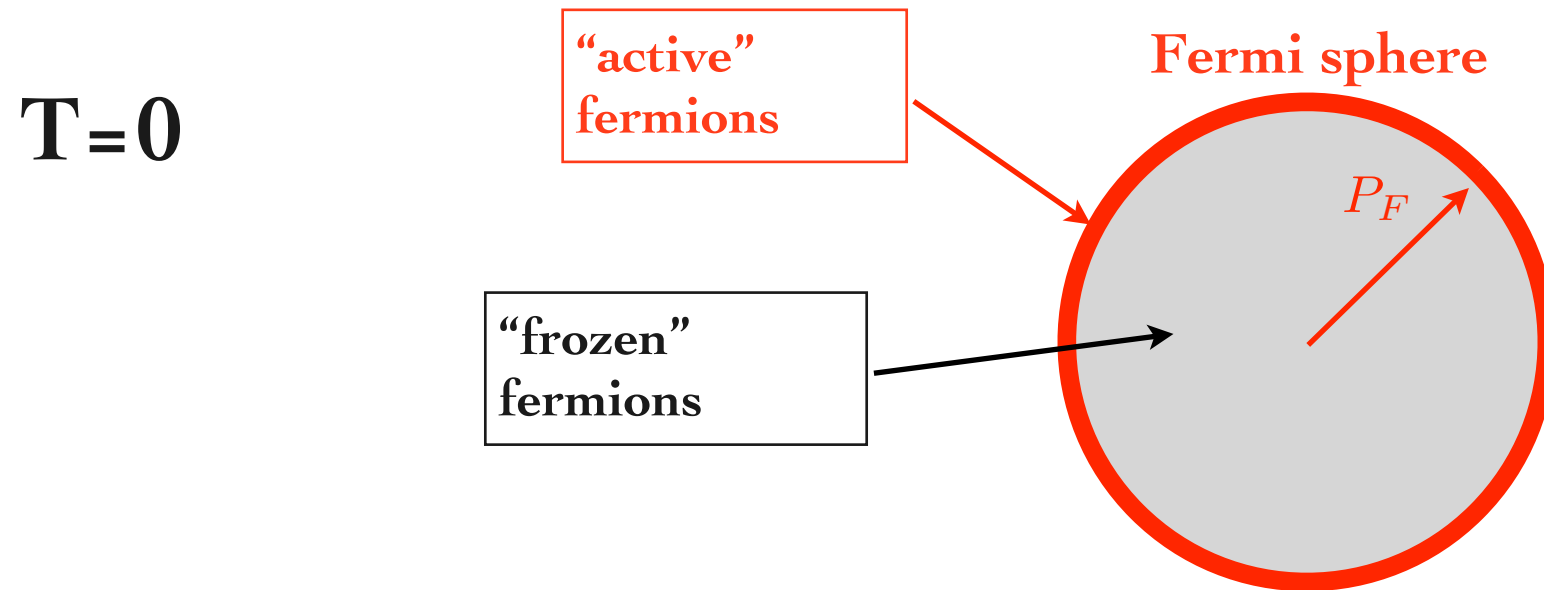 T=0
“active”
fermions
Fermi sphere
P_F
“frozen”
fermions